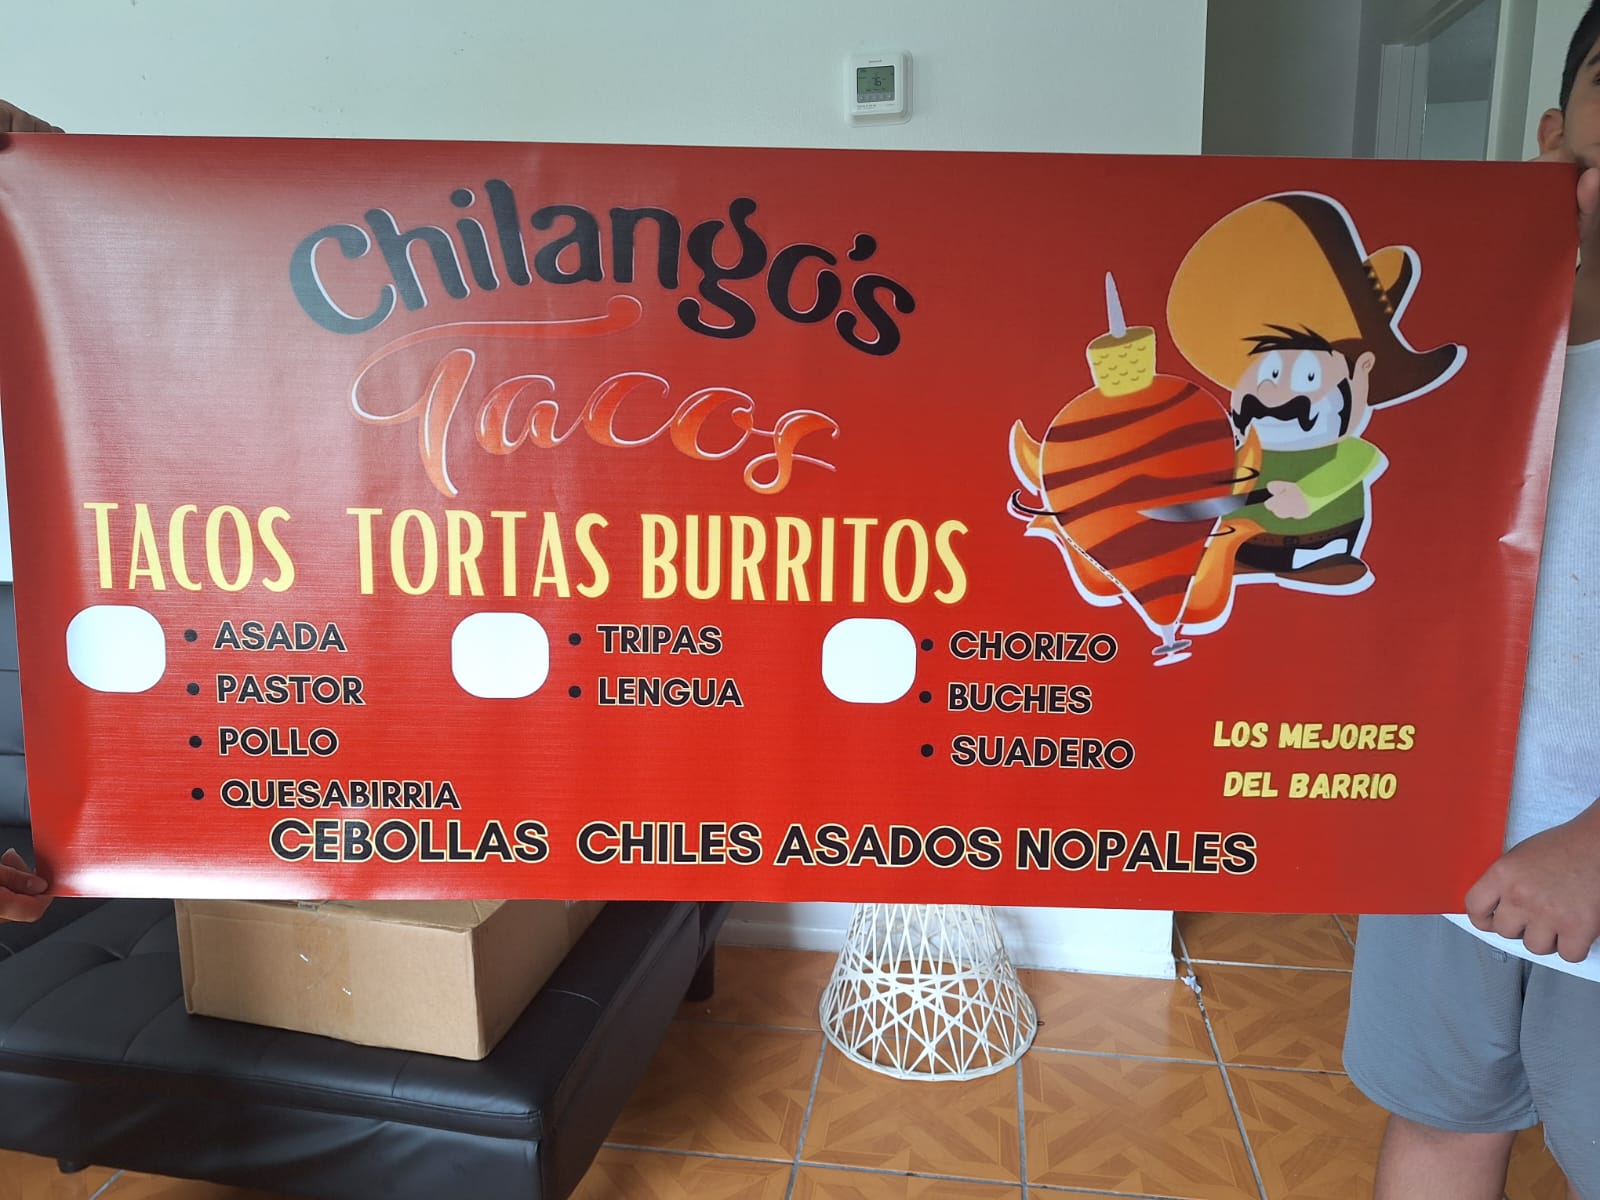 Chilango's
Tacos
TACOS TORTAS BURRITOS
• ASADA
• PASTOR
• POLLO
• QUESABIRRIA
• TRIPAS
• LENGUA
• CHORIZO
• BUCHES
• SUADERO
LOS MEJORES
DEL BARRIO
CEBOLLAS CHILES ASADOS NOPALES